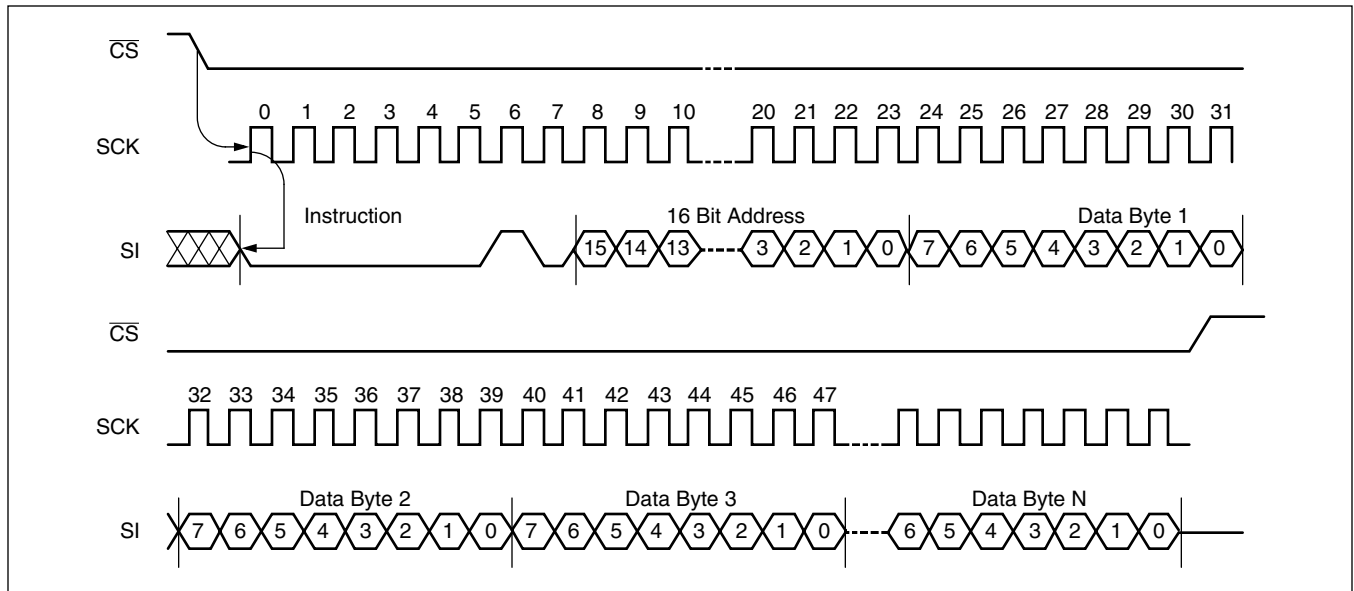 CS
0 1 2 3 4 5 6 7 8 9 10 20 21 22 23 24 25 26 27 28 29 30 31
SCK
Instruction 16 Bit Address Data Byte 1
SI 15 14 13 3 2 1 0 7 6 5 4 3 2 1 0
CS
32 33 34 35 36 37 38 39 40 41 42 43 44 45 46 47
SCK
Data Byte 2 Data Byte 3 Data Byte N
SI 7 6 5 4 3 2 1 0 7 6 5 4 3 2 1 0 6 5 4 3 2 1 0